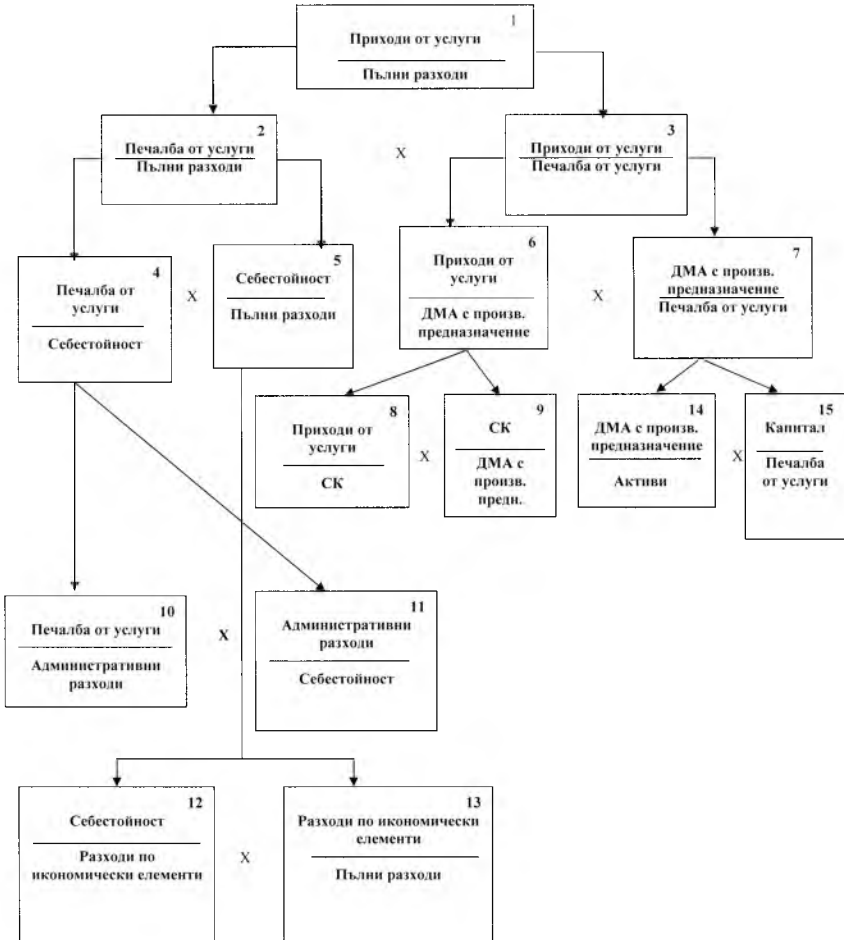 1
Приходи от услуги
Пълни разходи
2
Печалба от услуги
Пълни разходи
X
3
Приходи от услуги
Печалба от услуги
4
Печалба от
услуги
Себестойност
X
5
Себестойност
Пълни разходи
6
Приходи от
услуги
ДМА с произв.
предназначение
X
7
ДМА с произв.
предназначение
Печалба от услуги
8
Приходи от
услуги
СК
X
9
СК
ДМА с
произв.
предн.
14
ДМА с произв.
предназначение
Активи
X
15
Капитал
Печалба
от услуги
10
Печалба от услуги
Административни
разходи
X
11
Административни
разходи
Себестойност
12
Себестойност
Разходи по
икономически елементи
X
13
Разходи по икономически
елементи
Пълни разходи